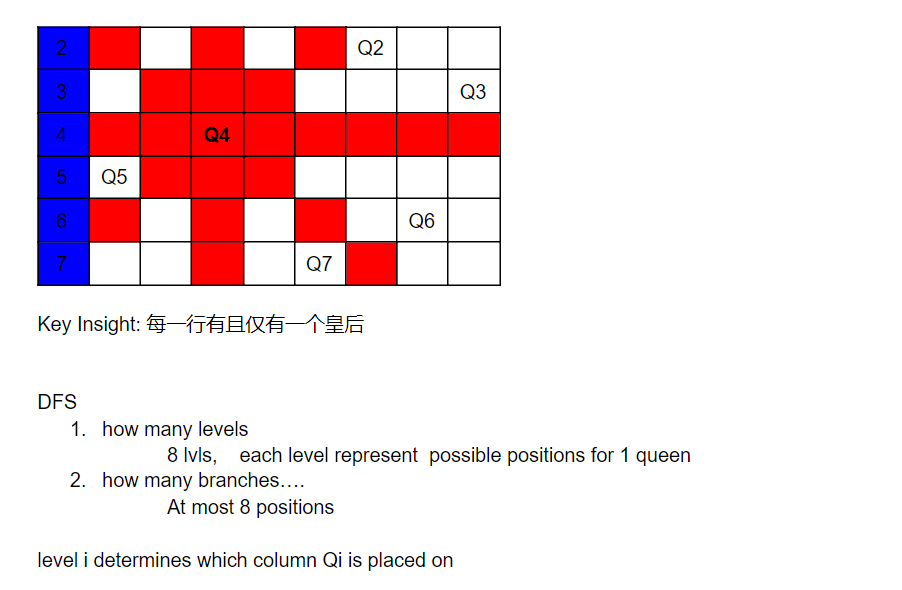 2 Q2
3 Q3
4 Q4
5 Q5
6 Q6
7 Q7
Key Insight: 每一行有且仅有一个皇后
DFS
1. how many levels
8 lvls, each level represent possible positions for 1 queen
2. how many branches….
At most 8 positions
level i determines which column Qi is placed on